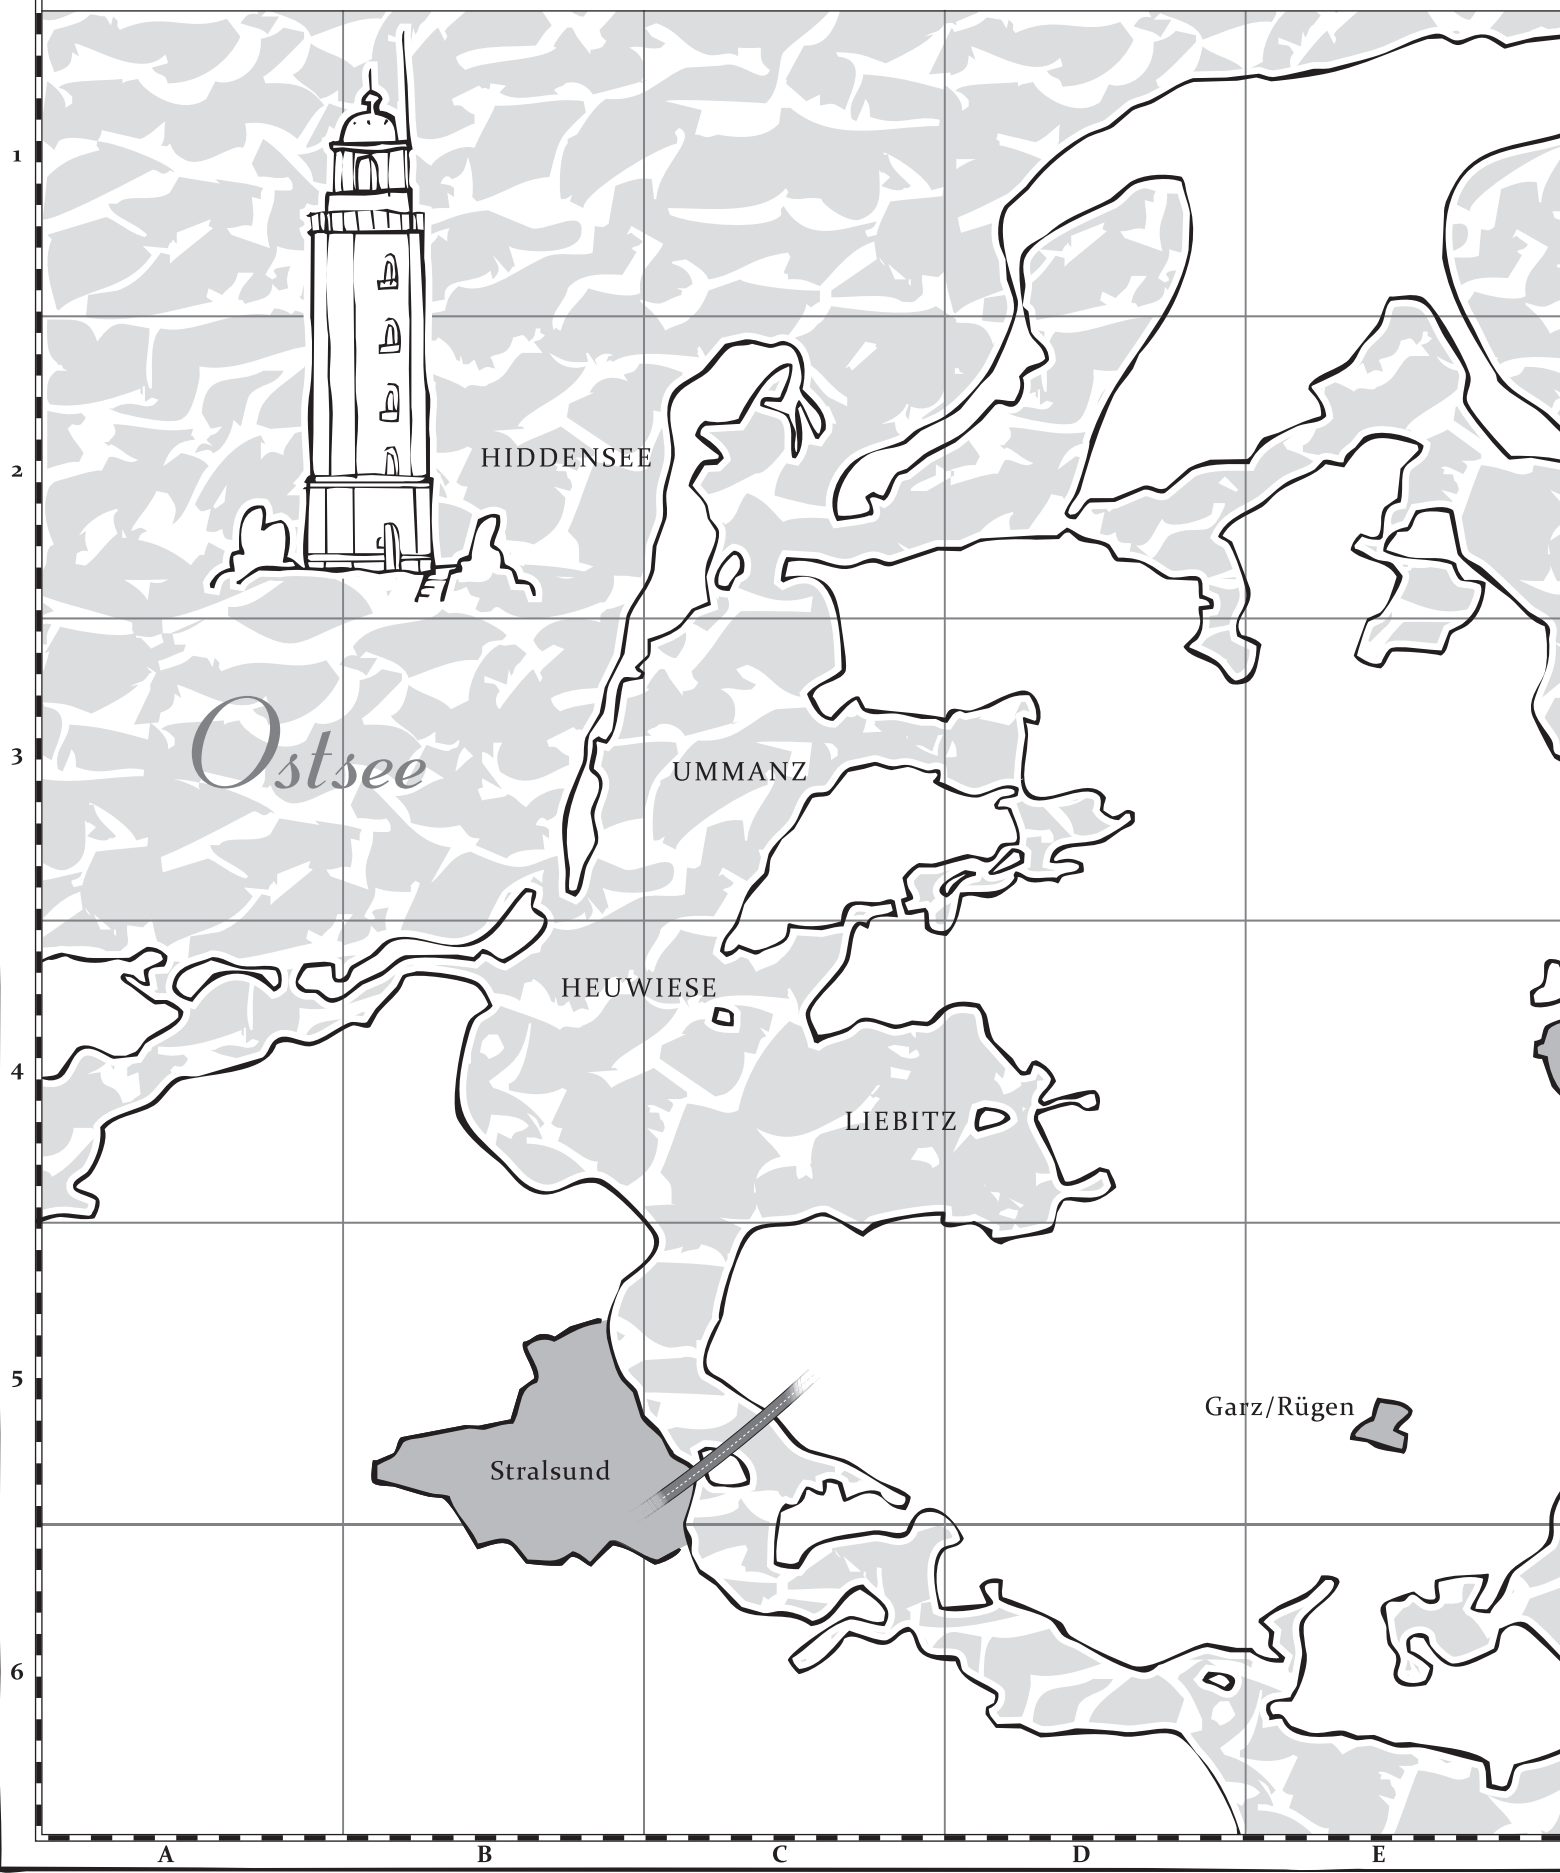 1
2
HIDDENSEE
3
Ostsee
UMMANZ
HEUWIESE
4
LIEBITZ
5
Garz/Rügen
Stralsund
6
A B C D E